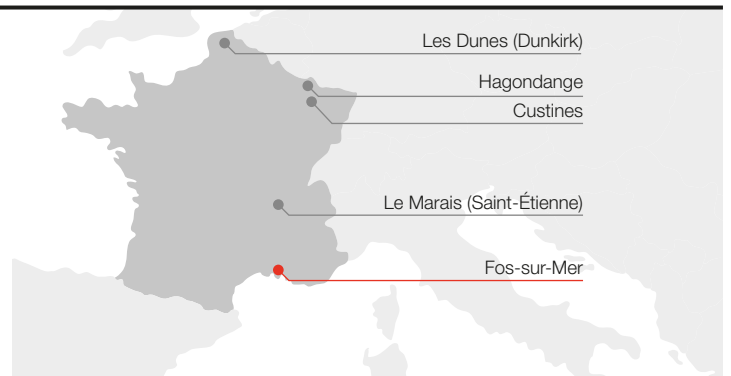 Les Dunes (Dunkirk)
Hagondange
Custines
Le Marais (Saint-Étienne)
Fos-sur-Mer